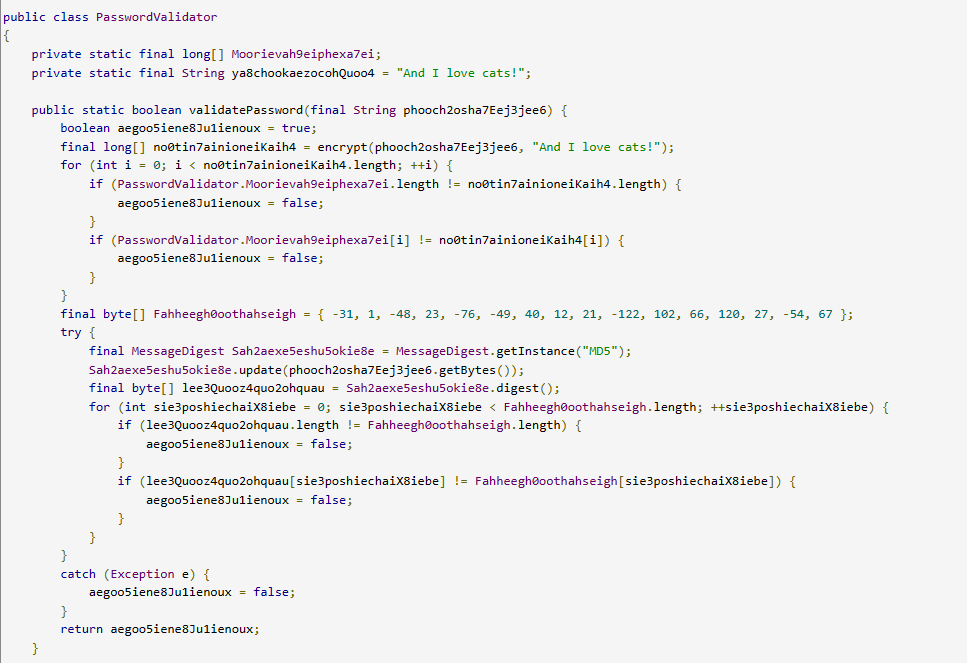 public class PasswordValidator
{
    private static final long[] Moorievah9eiphexa7ei;
    private static final String ya8chookaezocohQuoo4 = "And I love cats!";

    public static boolean validatePassword(final String phooch2osha7Eej3jee6) {
        boolean aegoo5iene8Ju1ienoux = true;
        final long[] no0tin7ainioneiKaih4 = encrypt(phooch2osha7Eej3jee6, "And I love cats!");
        for (int i = 0; i < no0tin7ainioneiKaih4.length; ++i) {
            if (PasswordValidator.Moorievah9eiphexa7ei.length != no0tin7ainioneiKaih4.length) {
                aegoo5iene8Ju1ienoux = false;
            }
            if (PasswordValidator.Moorievah9eiphexa7ei[i] != no0tin7ainioneiKaih4[i]) {
                aegoo5iene8Ju1ienoux = false;
            }
        }
        final byte[] Fahheegh0oothahseigh = { -31, 1, -48, 23, -76, -49, 40, 12, 21, -122, 102, 66, 120, 27, -54, 67 };
        try {
            final MessageDigest Sah2aexe5eshu5okie8e = MessageDigest.getInstance("MD5");
            Sah2aexe5eshu5okie8e.update(phooch2osha7Eej3jee6.getBytes());
            final byte[] lee3Quooz4quo2ohquau = Sah2aexe5eshu5okie8e.digest();
            for (int sie3poshiechaiX8iebe = 0; sie3poshiechaiX8iebe < Fahheegh0oothahseigh.length; ++sie3poshiechaiX8iebe) {
                if (lee3Quooz4quo2ohquau.length != Fahheegh0oothahseigh.length) {
                    aegoo5iene8Ju1ienoux = false;
                }
                if (lee3Quooz4quo2ohquau[sie3poshiechaiX8iebe] != Fahheegh0oothahseigh[sie3poshiechaiX8iebe]) {
                    aegoo5iene8Ju1ienoux = false;
                }
            }
        }
        catch (Exception e) {
            aegoo5iene8Ju1ienoux = false;
        }
        return aegoo5iene8Ju1ienoux;
    }